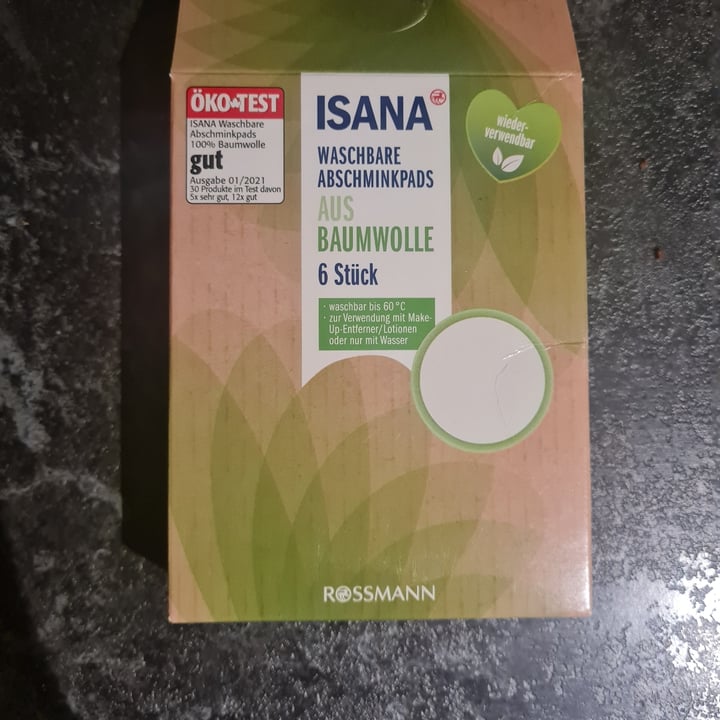 ÖKO-TEST
ISANA Waschbare
Abschminkpads
100% Baumwolle
gut
Ausgabe 01/2021
30 Produkte im Test davon
5x sehr gut, 12x gut
ISANA
WASCHBARE
ABSCHMINKPADS
AUS
BAUMWOLLE
6 Stück
· waschbar bis 60 °C
· zur Verwendung mit Make-
Up-Entferner/Lotionen
oder nur mit Wasser
wieder-
verwendbar
ROSSMANN